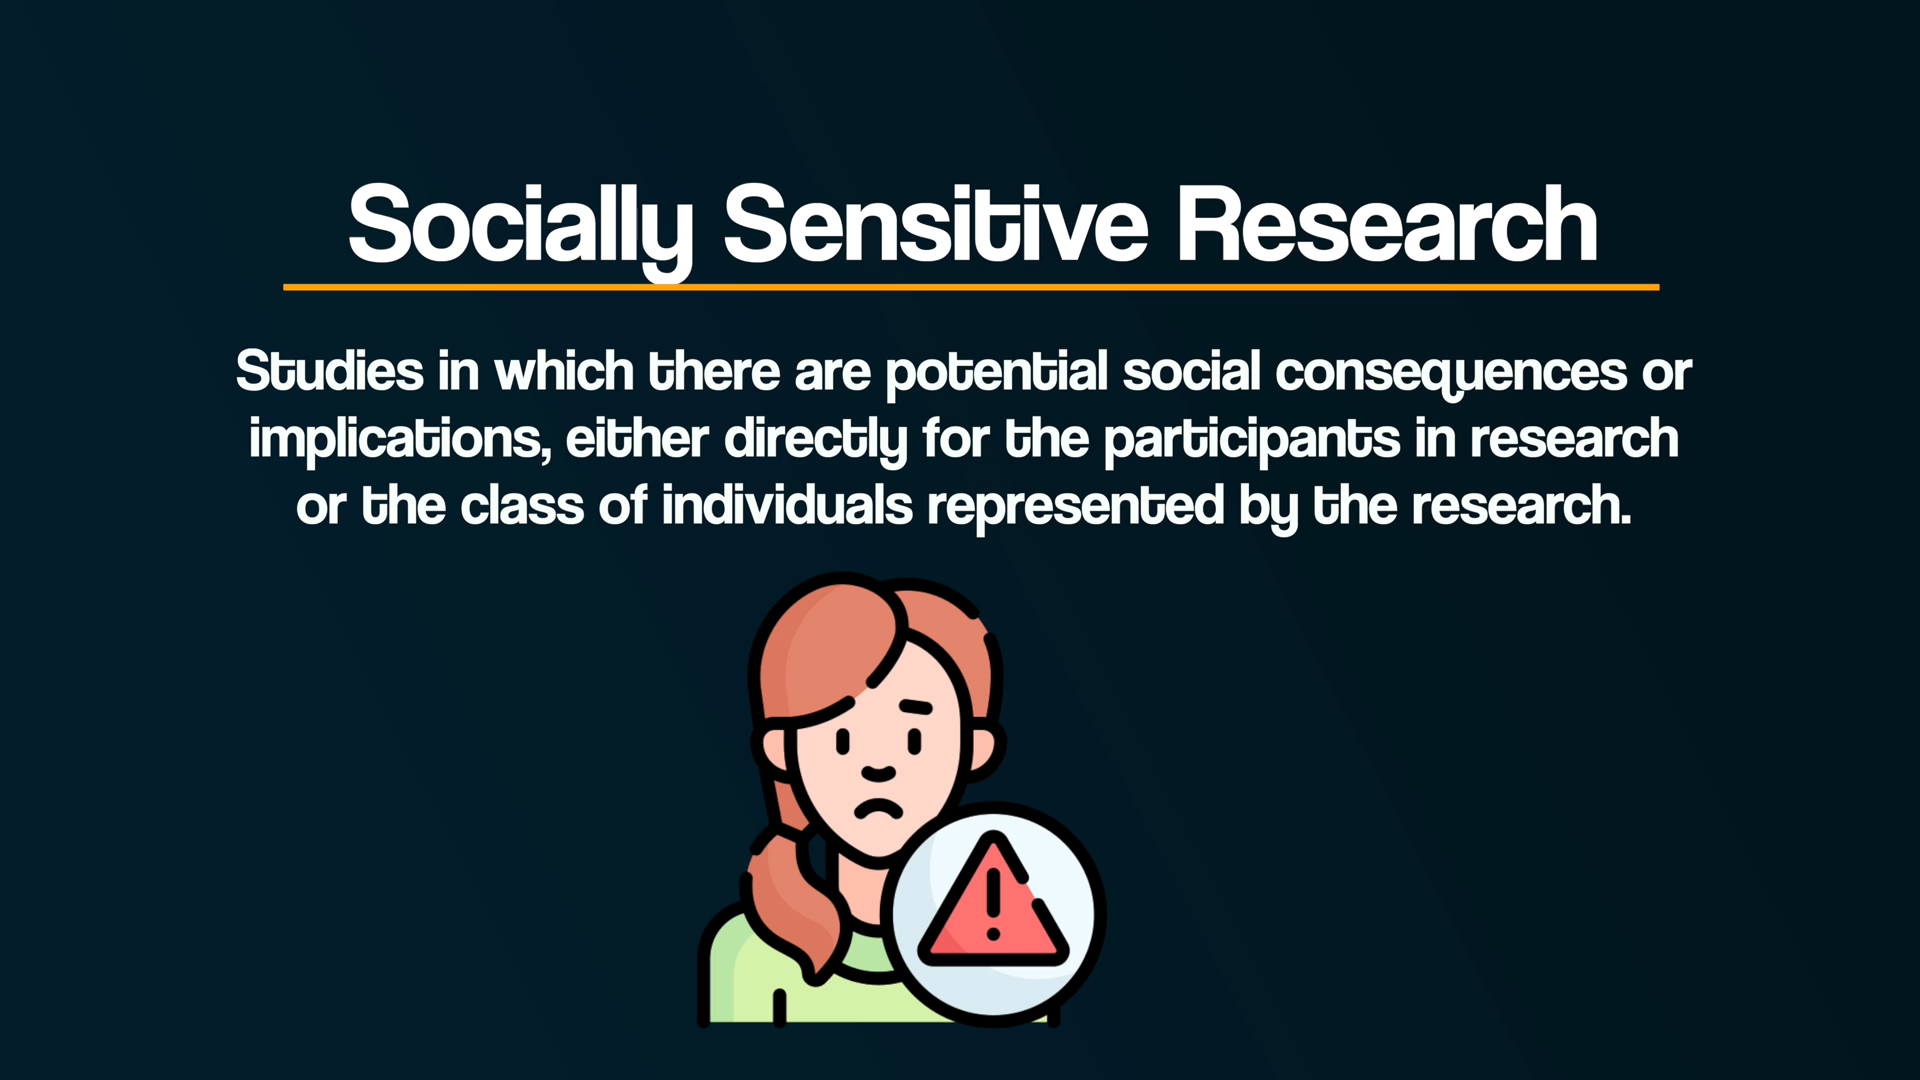 Socially Sensitive Research
Studies in which there are potential social consequences or
implications, either directly for the participants in research
or the class of individuals represented by the research.